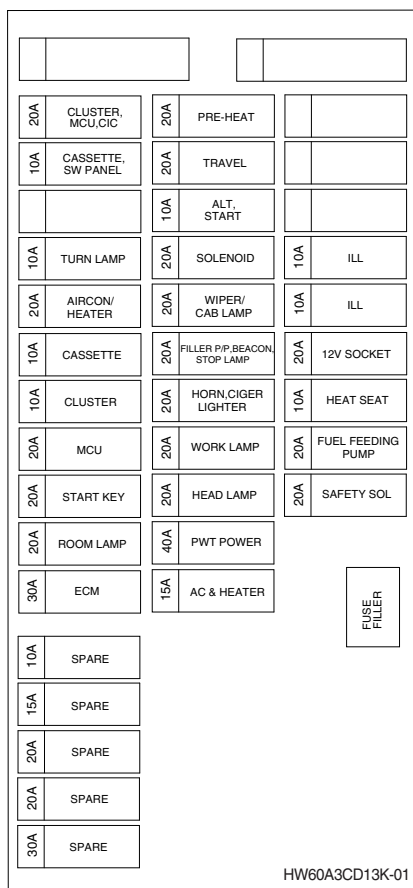 20A
CLUSTER,
MCU,CIC
10A
CASSETTE,
SW PANEL
10A
TURN LAMP
20A
AIRCON/
HEATER
10A
CASSETTE
10A
CLUSTER
20A
MCU
20A
START KEY
20A
ROOM LAMP
30A
ECM
10A
SPARE
15A
SPARE
20A
SPARE
20A
SPARE
30A
SPARE
20A
PRE-HEAT
20A
TRAVEL
10A
ALT,
START
20A
SOLENOID
20A
WIPER/
CAB LAMP
20A
FILLER P/P,BEACON,
STOP LAMP
20A
HORN,CIGER
LIGHTER
20A
WORK LAMP
20A
HEAD LAMP
40A
PWT POWER
15A
AC & HEATER
10A
ILL
10A
ILL
20A
12V SOCKET
10A
HEAT SEAT
20A
FUEL FEEDING
PUMP
20A
SAFETY SOL
FUSE
FILLER
HW60A3CD13K-01